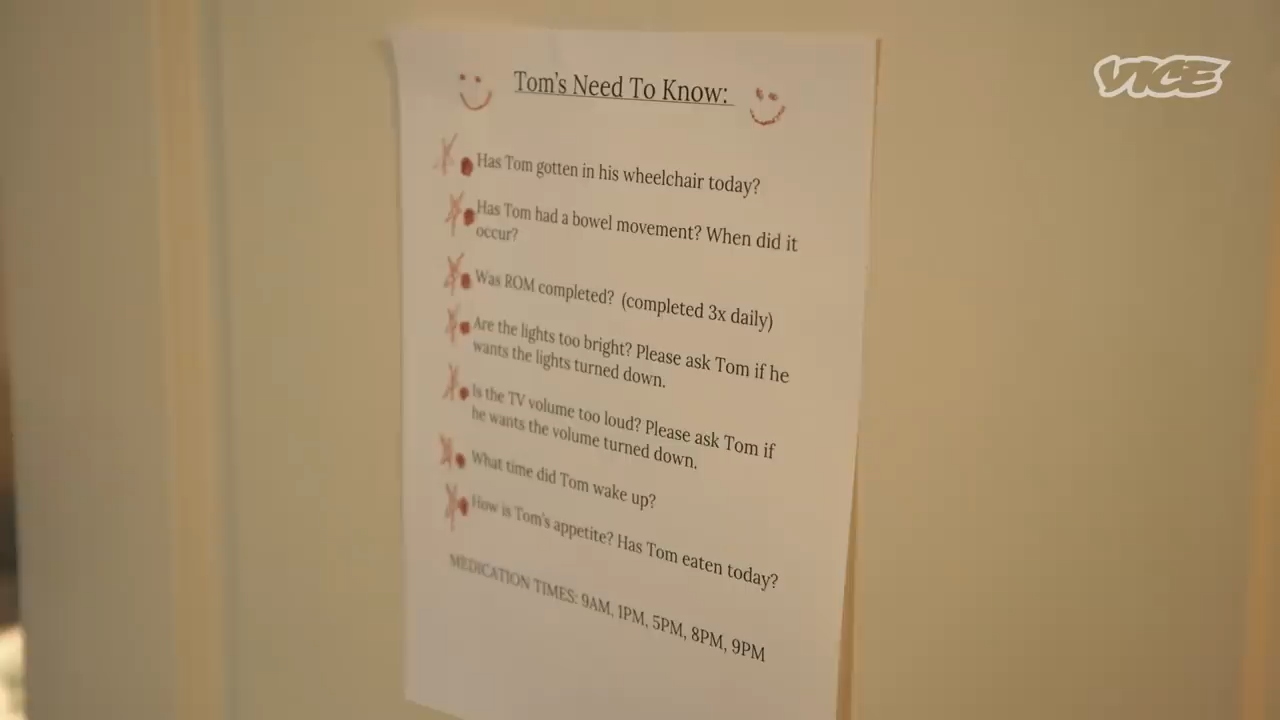 VICE
Tom's Need To Know:
Has Tom gotten in his wheelchair today?
Has Tom had a bowel movement? When did it
occur?
Was ROM completed? (completed 3x daily)
Are the lights too bright? Please ask Tom if he
wants the lights turned down.
Is the TV volume too loud? Please ask Tom if
he wants the volume turned down.
What time did Tom wake up?
How is Tom's appetite? Has Tom eaten today?
MEDICATION TIMES: 9AM, 1PM, 5PM, 8PM, 9PM